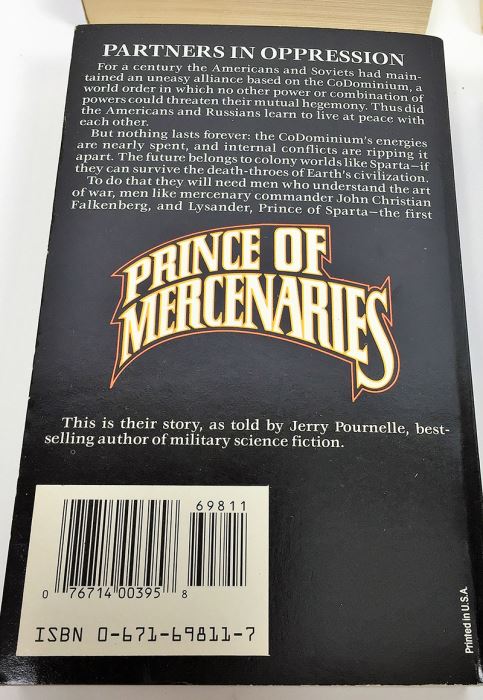 PARTNERS IN OPPRESSION
For a century the Americans and Soviets had main-
tained an uneasy alliance based on the CoDominium, a
world order in which no other power or combination of
powers could threaten their mutual hegemony. Thus did
the Americans and Russians learn to live at peace with
each other.
But nothing lasts forever: the CoDominium's energies
are nearly spent, and internal conflicts are ripping it
apart. The future belongs to colony worlds like Sparta—if
they can survive the death-throes of Earth's civilization.
To do that they will need men who understand the art
of war, men like mercenary commander John Christian
Falkenberg, and Lysander, Prince of Sparta—the first
PRINCE OF
MERCENARIES
This is their story, as told by Jerry Pournelle, best-
selling author of military science fiction.
69811
0 76714 00395 8
ISBN 0-671-69811-7
Printed in U.S.A.